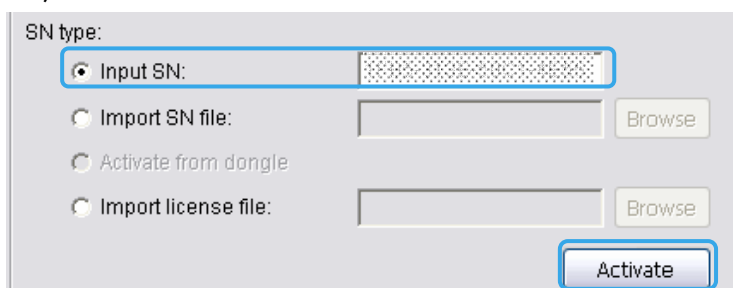 SN type:
Input SN:
Import SN file: Browse
Activate from dongle
Import license file: Browse
Activate